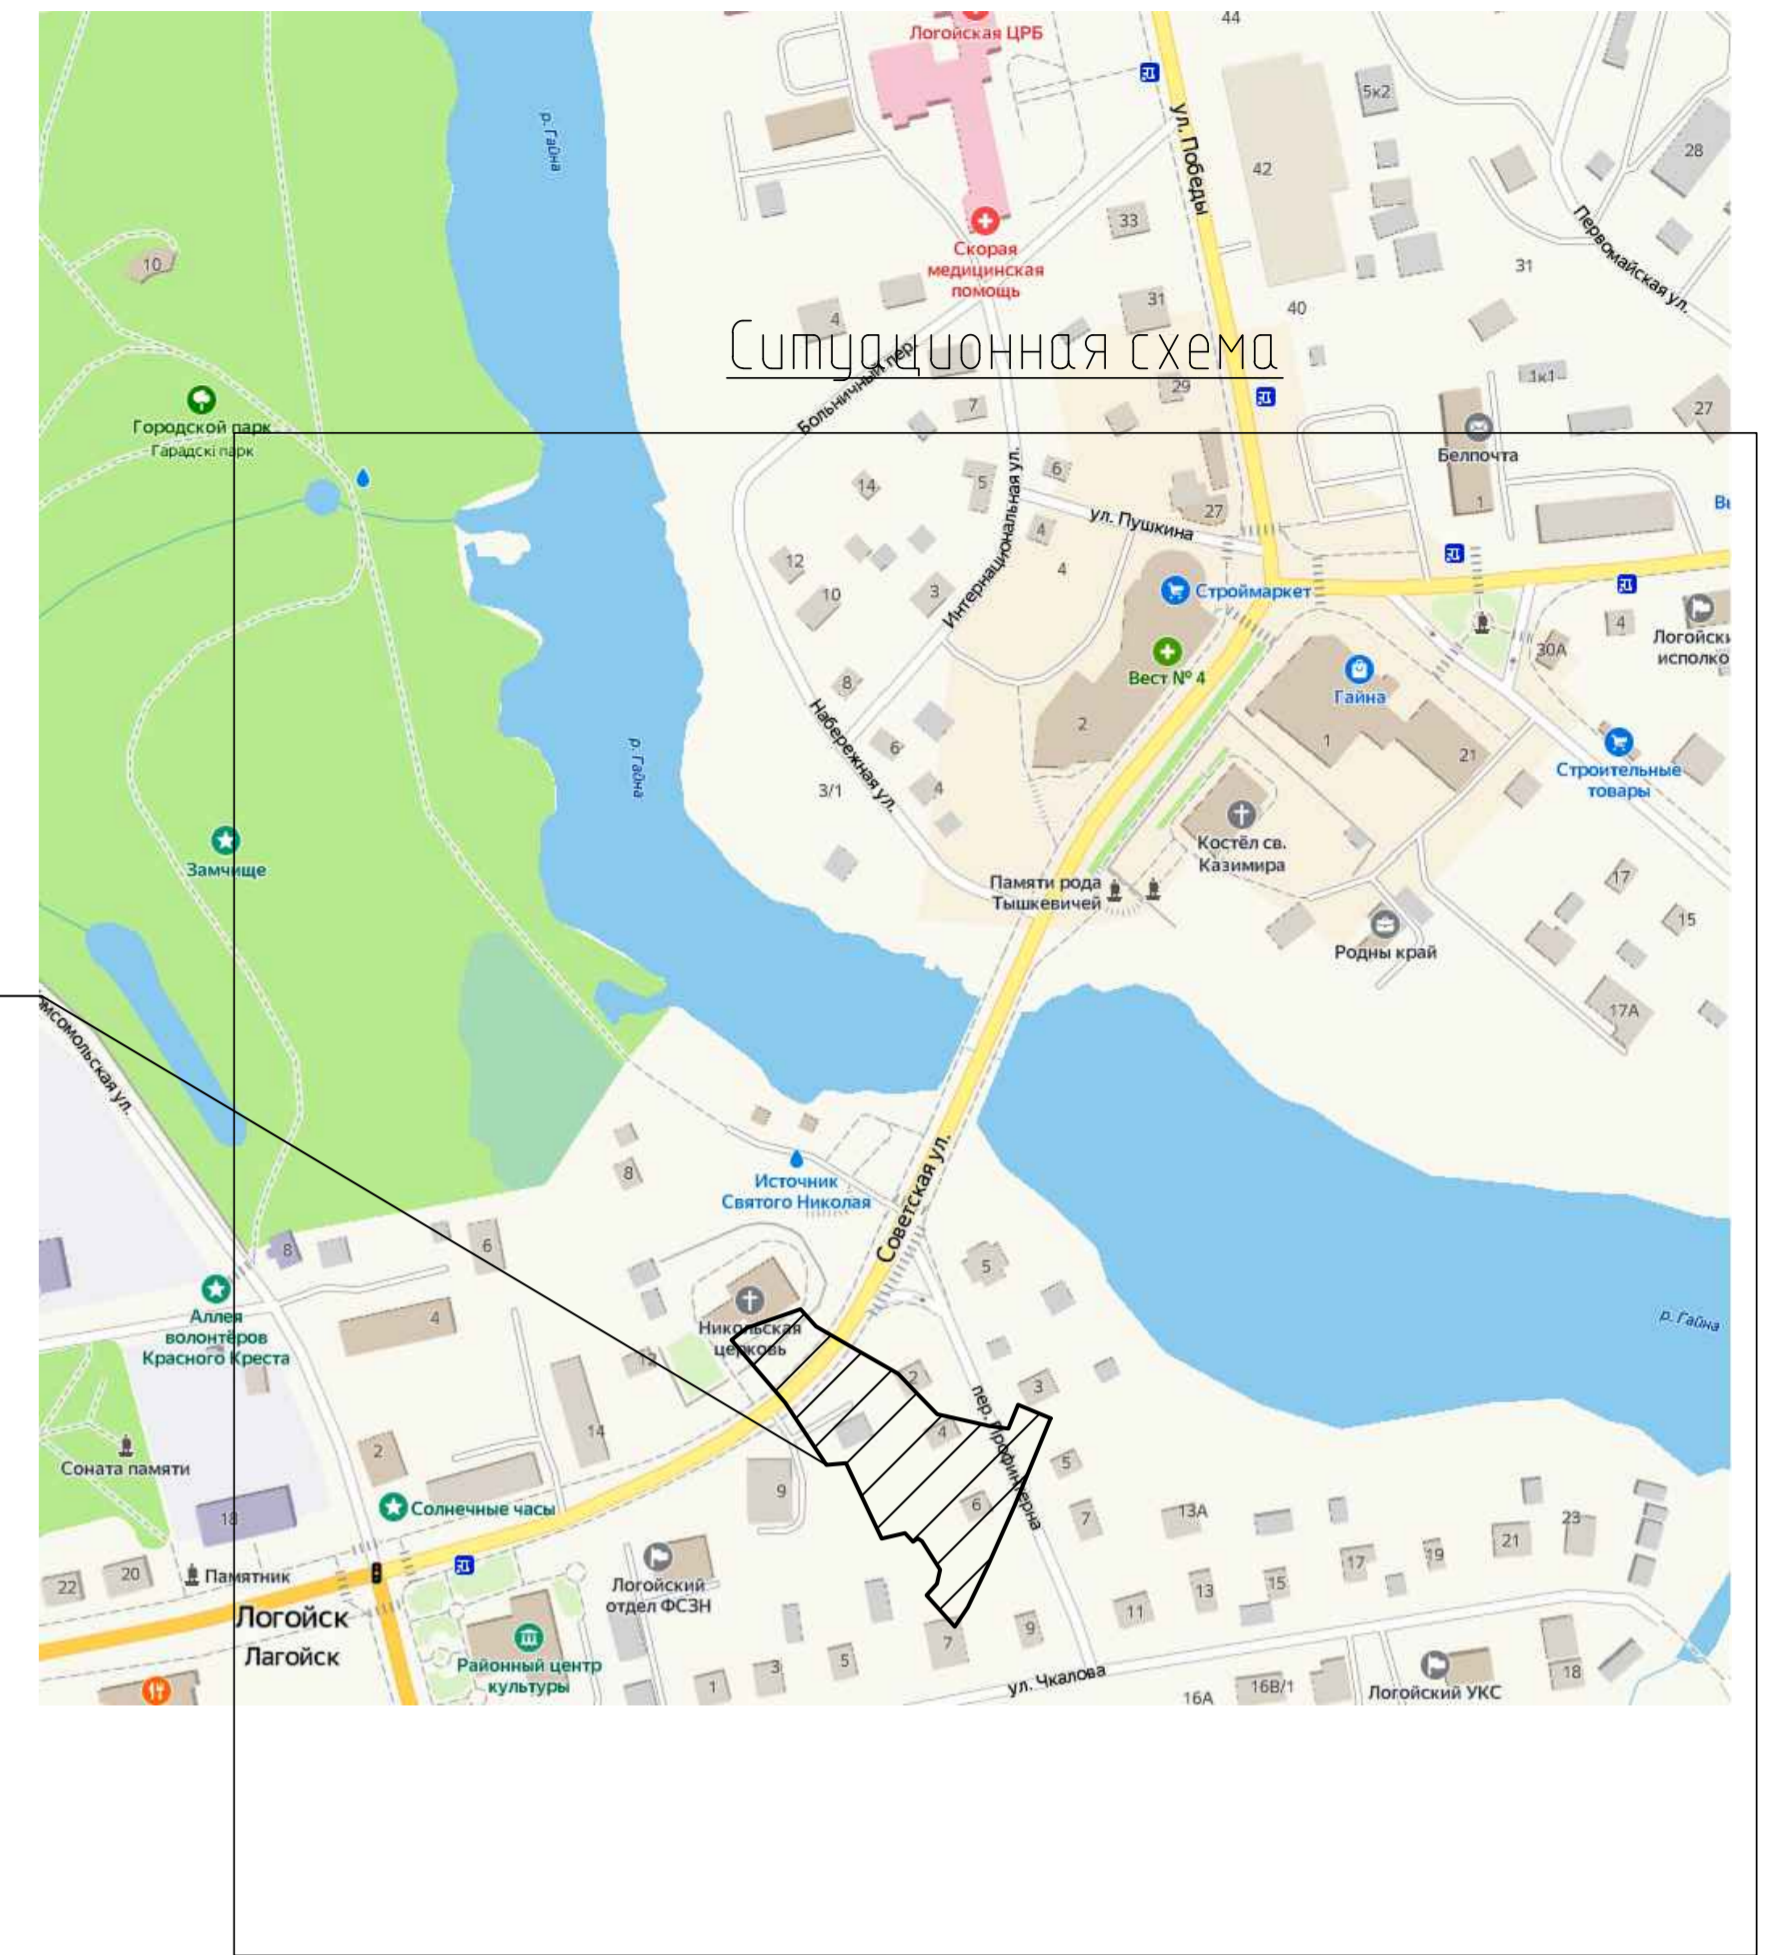 44
Логойская ЦРБ
р. Гайна
5к2
ул. Победы
28
42
33
Первомайская ул.
Скорая
медицинская
помощь
10
31
31
40
4
Ситуационная схема
Больничный пер.
29
1к1
7
27
Городской парк
Гарадскі парк
Белпочта
6
5
14
1
27
Интернациональная ул.
ул. Пушкина
4
12
4
10
3
Строймаркет
4
Логойски
исполко
30А
Вест № 4
8
Гайна
2
Набережная ул.
6
1
21
р. Гайна
Строительные
товары
3/1
4
Костёл св.
Казимира
Замчище
Памяти рода
Тышкевичей
17
15
Родны край
17А
мсомольская ул.
8
Источник
Святого Николая
Советская ул.
8
6
5
Аллея
волонтёров
Красного Креста
4
Никольская
церковь
р. Гайна
12
2
3
пер. Профинтерна
14
4
2
5
Соната памяти
9
6
Солнечные часы
7
13А
18
23
21
19
17
22
20
Памятник
Логойский
отдел ФСЗН
15
13
11
Логойск
Лагойск
9
7
Районный центр
культуры
3
5
1
ул. Чкалова
16А
16В/1
Логойский УКС
18